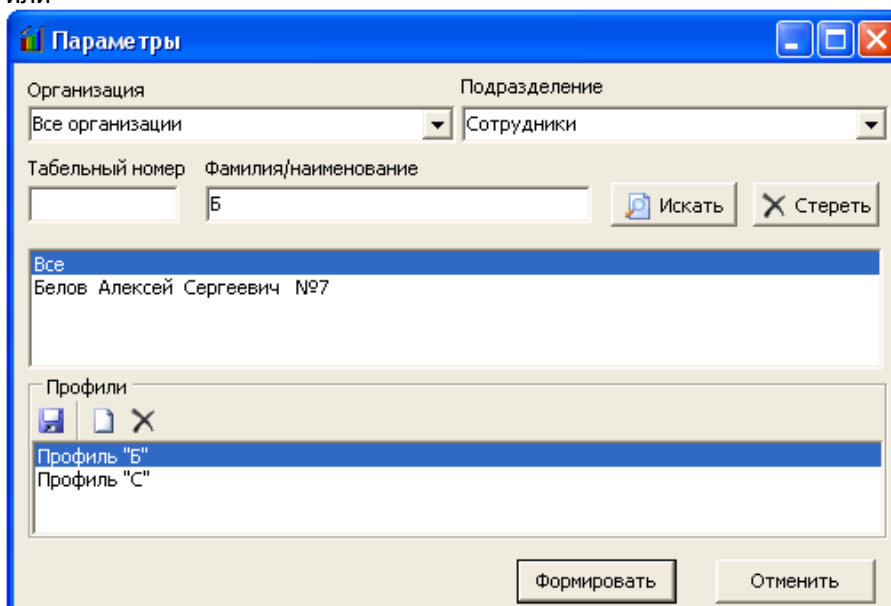 или
Параметры
Организация Подразделение
Все организации Сотрудники
Табельный номер Фамилия/наименование
Б Искать Стереть
Все
Белов Алексей Сергеевич №7
Профили
Профиль "Б"
Профиль "С"
Формировать Отменить